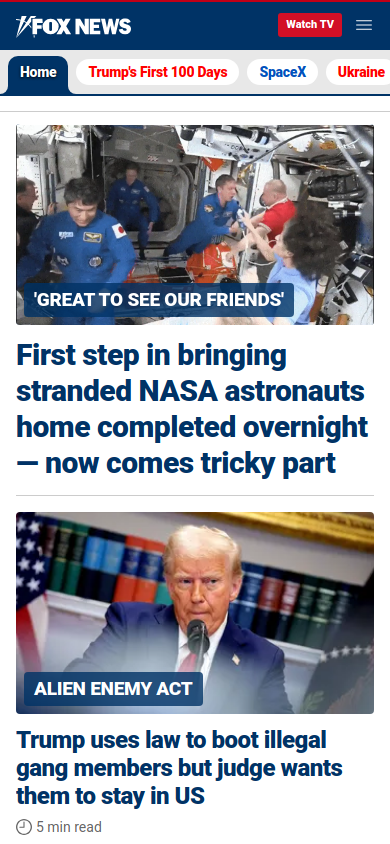 FOX NEWS
Watch TV
Home
Trump's First 100 Days
SpaceX
Ukraine
'GREAT TO SEE OUR FRIENDS'
First step in bringing
stranded NASA astronauts
home completed overnight
— now comes tricky part
ALIEN ENEMY ACT
Trump uses law to boot illegal
gang members but judge wants
them to stay in US
5 min read